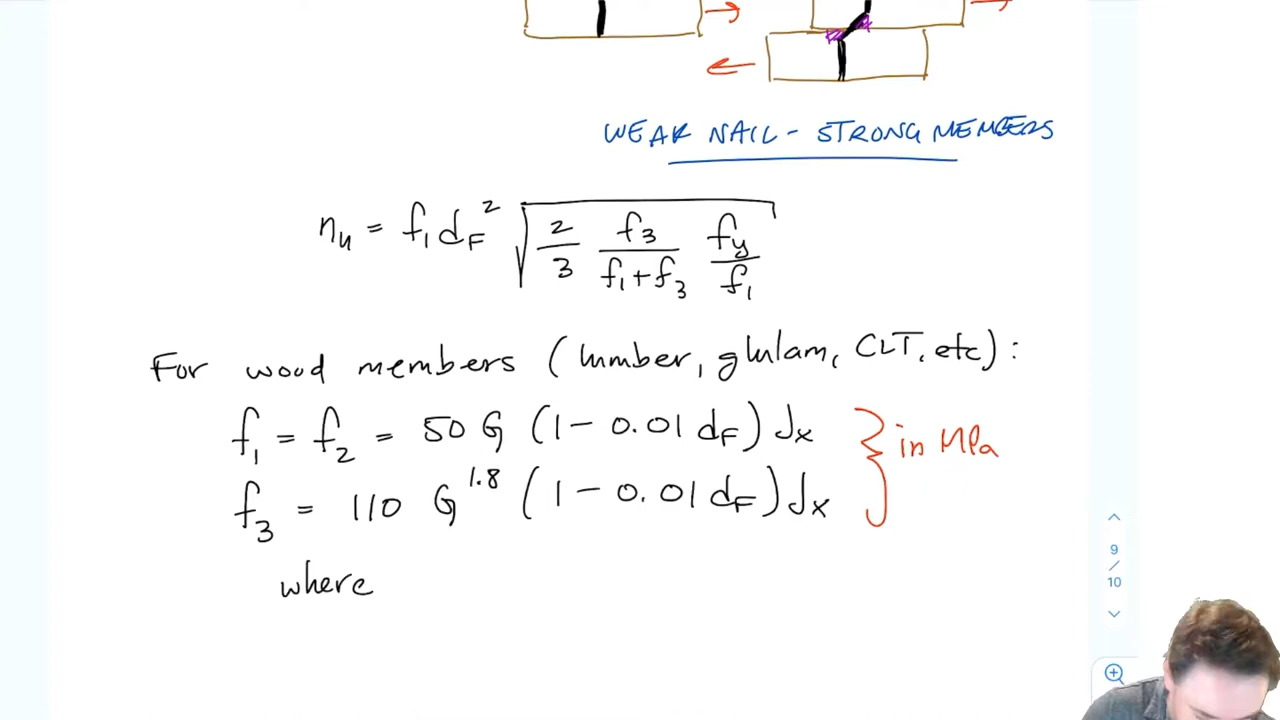 WEAK NAIL - STRONG MEMBERS
n_u = f_1 d_F^2 √(2/3 f_3/(f_1+f_3) f_y/f_1)
For wood members (lumber, glulam, CLT, etc):
f_1 = f_2 = 50 G (1 - 0.01 d_F) J_x
f_3 = 110 G^1.8 (1 - 0.01 d_F) J_x
} in MPa
where
9
/
10